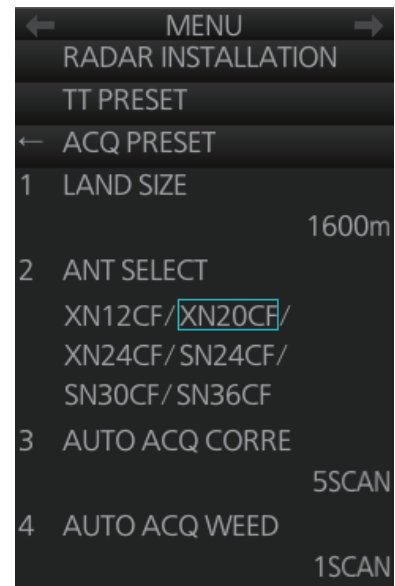 ← MENU →
RADAR INSTALLATION
TT PRESET
← ACQ PRESET
1 LAND SIZE
1600m
2 ANT SELECT
XN12CF/XN20CF/
XN24CF/SN24CF/
SN30CF/SN36CF
3 AUTO ACQ CORRE
5SCAN
4 AUTO ACQ WEED
1SCAN